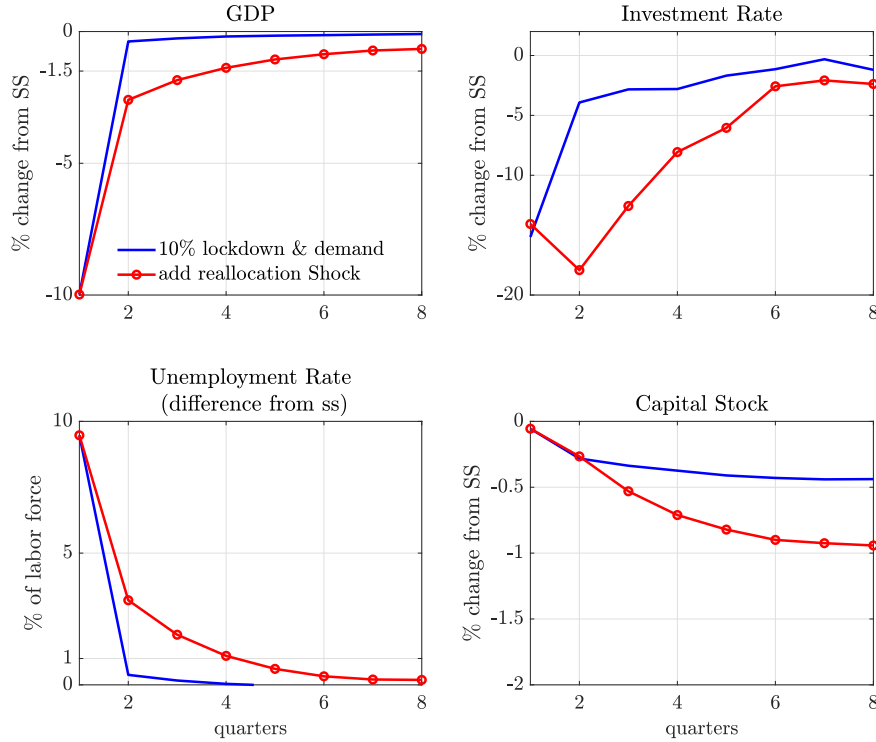 GDP
% change from SS
0
-1.5
-5
-10
10% lockdown & demand
add reallocation Shock
2
4
6
8
Investment Rate
% change from SS
0
-5
-10
-20
2
4
6
8
Unemployment Rate
(difference from ss)
% of labor force
10
5
1
0
2
4
6
8
quarters
Capital Stock
% change from SS
0
-0.5
-1
-1.5
-2
2
4
6
8
quarters